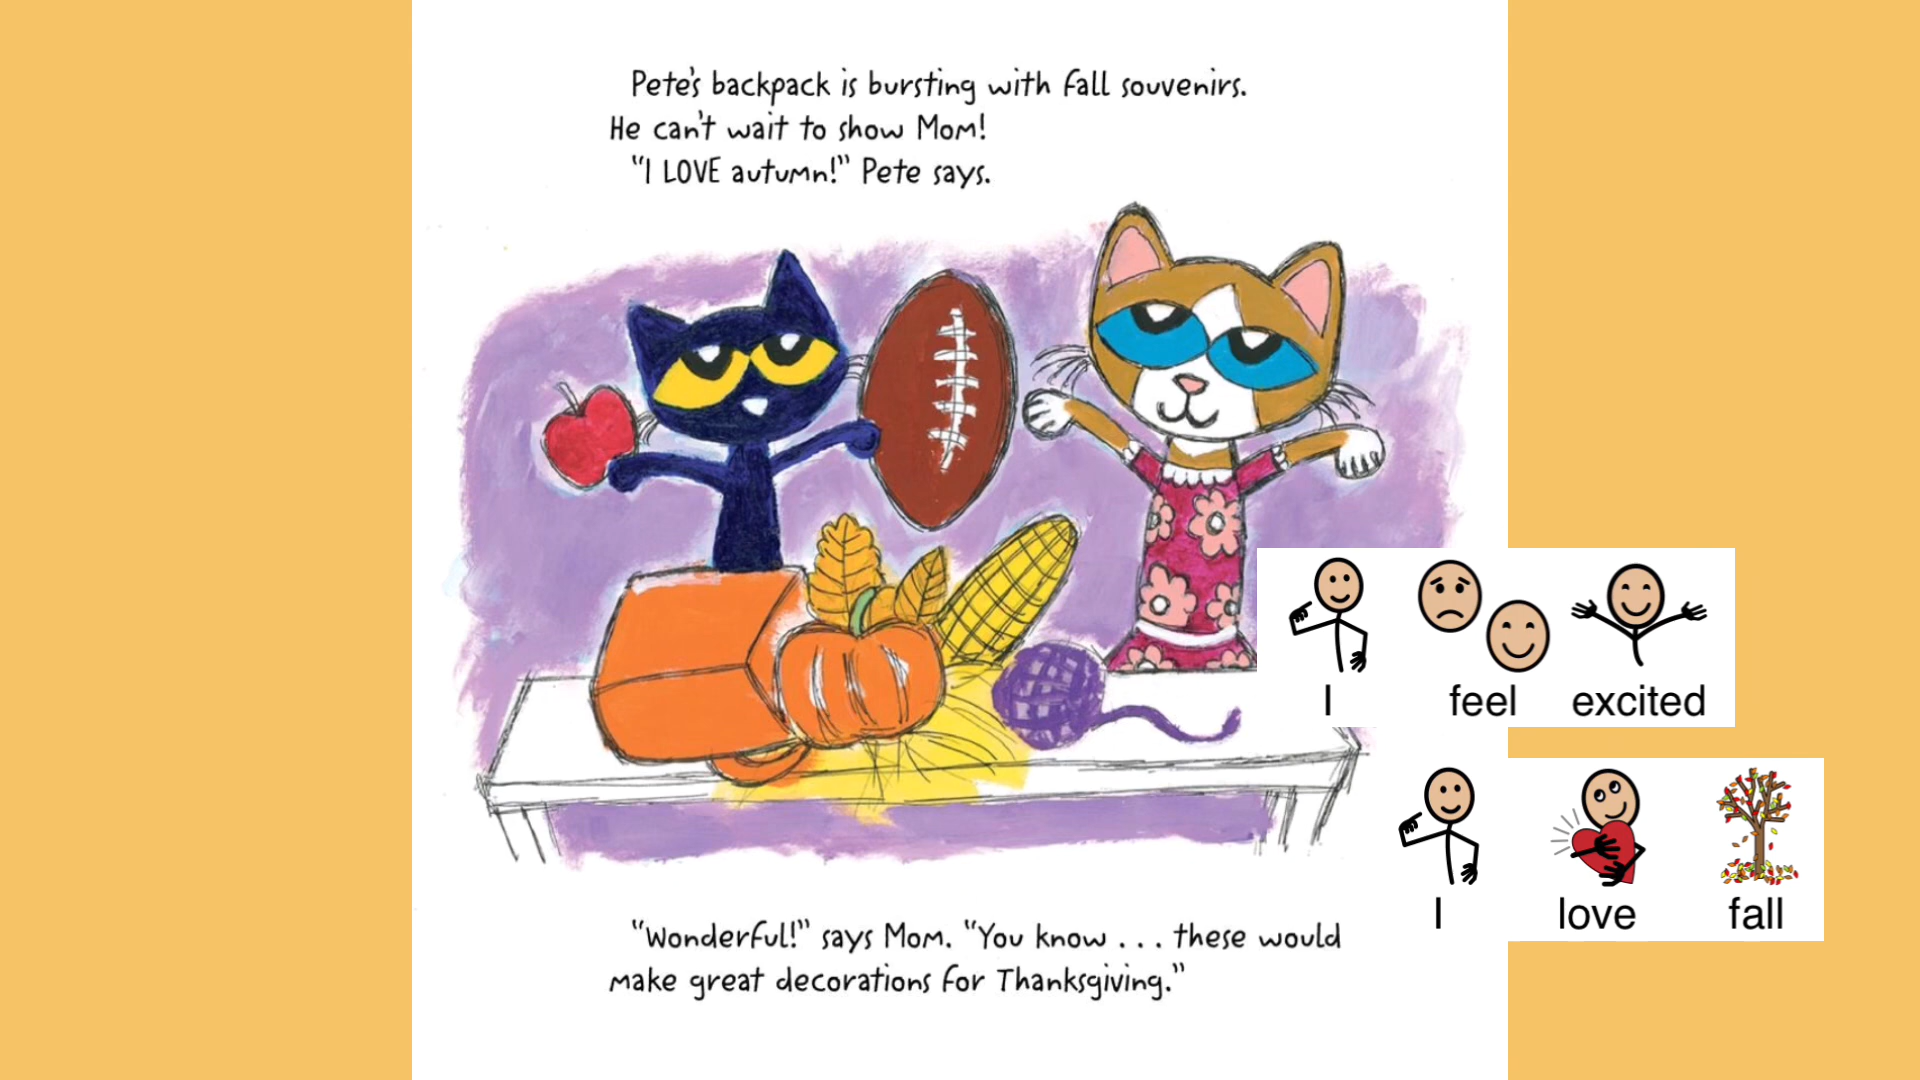 Pete's backpack is bursting with fall souvenirs.
He can't wait to show Mom!
"I LOVE autumn!" Pete says.
I feel excited
I love fall
"Wonderful!" says Mom. "You know . . . these would
make great decorations for Thanksgiving."